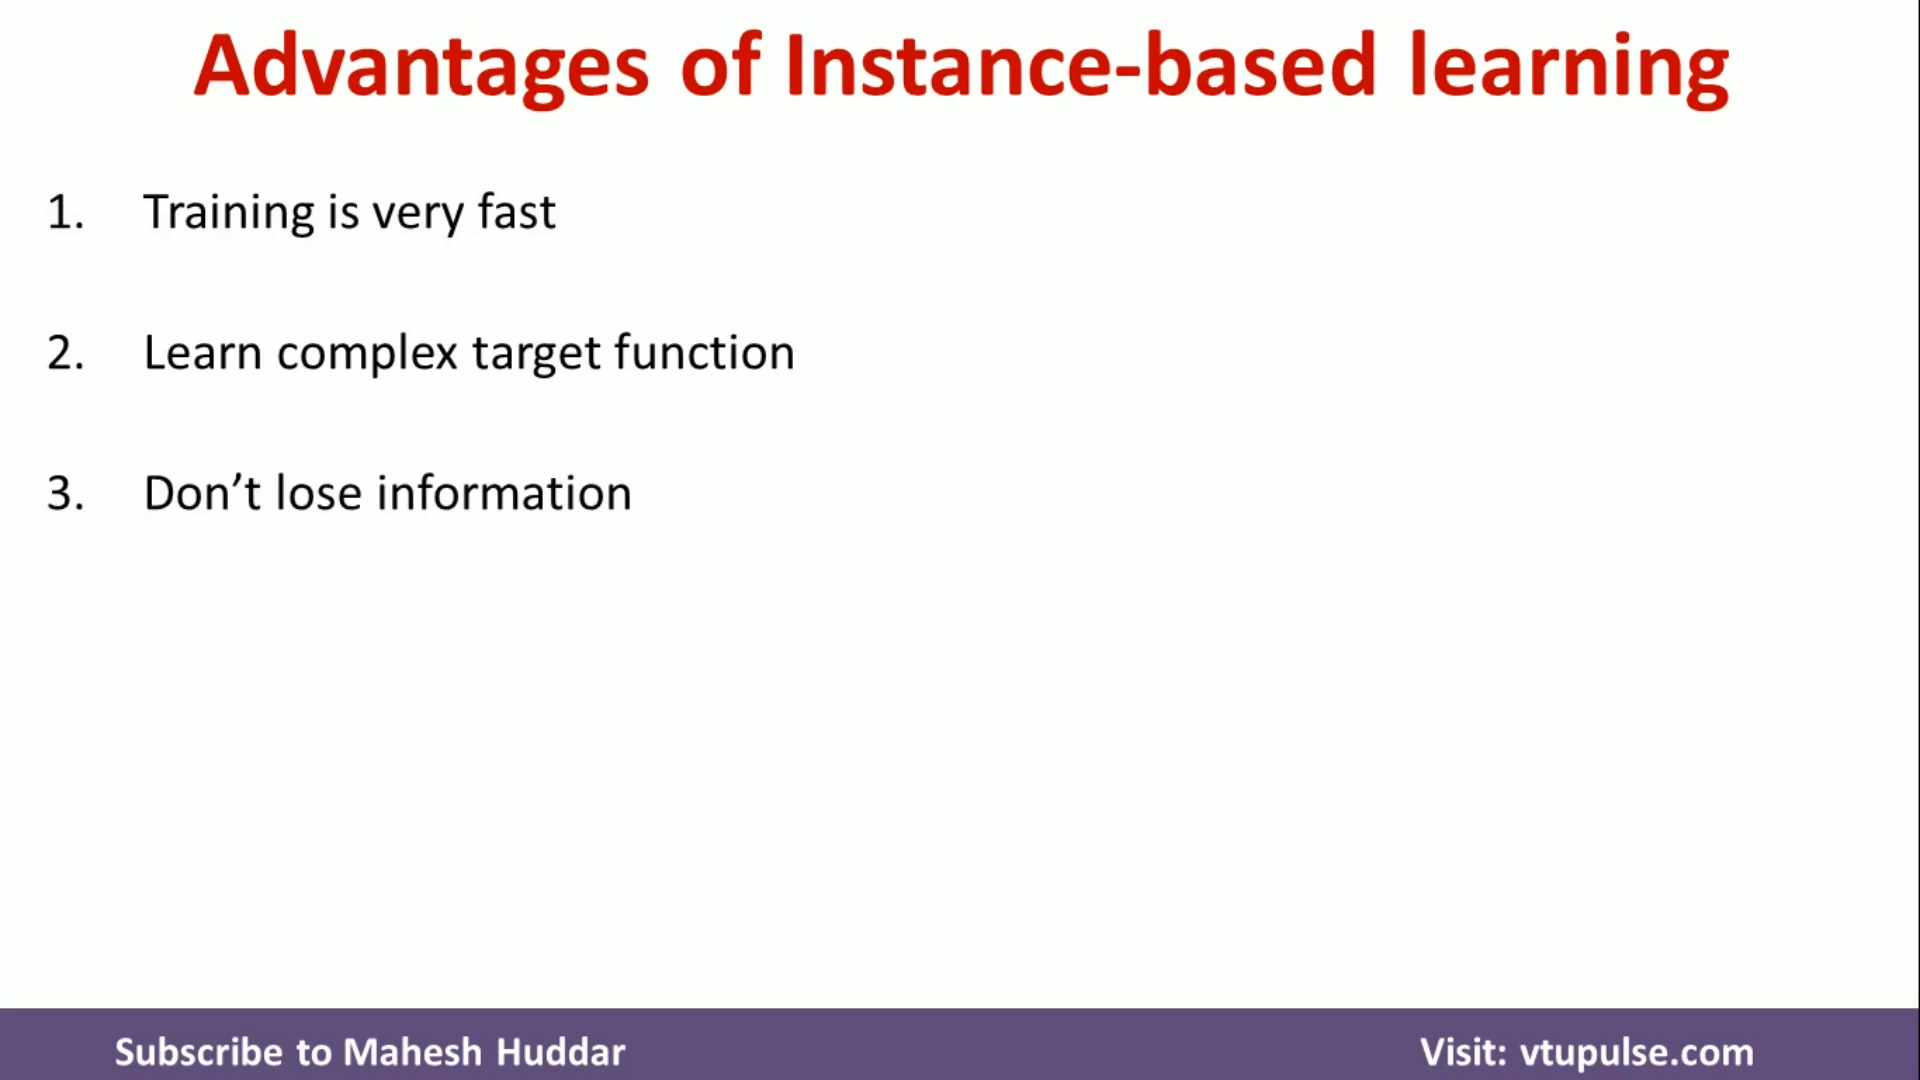 Advantages of Instance-based learning
1. Training is very fast
2. Learn complex target function
3. Don’t lose information
Subscribe to Mahesh Huddar
Visit: vtupulse.com